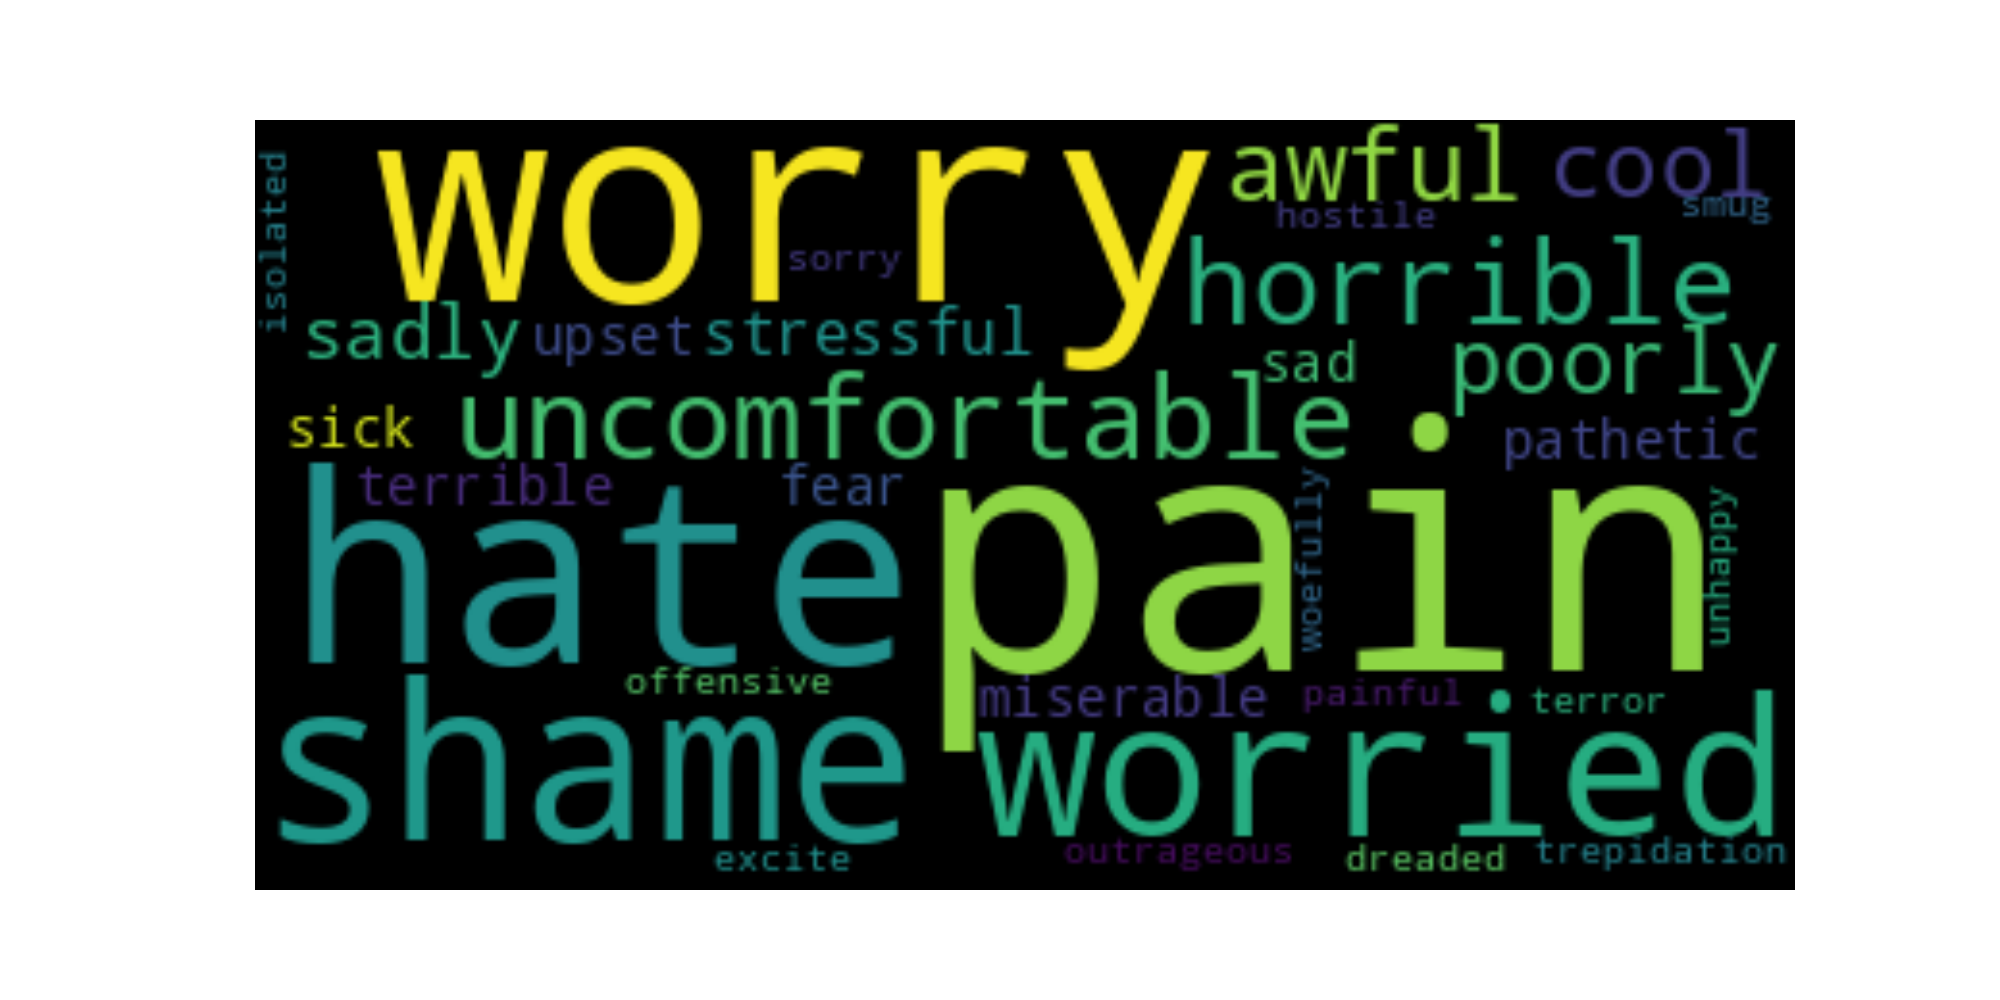 worry
awful
cool
smug
hostile
isolated
sorry
horrible
sadly
upset
stressful
sad
poorly
sick
uncomfortable
pathetic
terrible
fear
hate
pain
woefully
unhappy
offensive
miserable
painful
terror
shame
worried
excite
outrageous
dreaded
trepidation